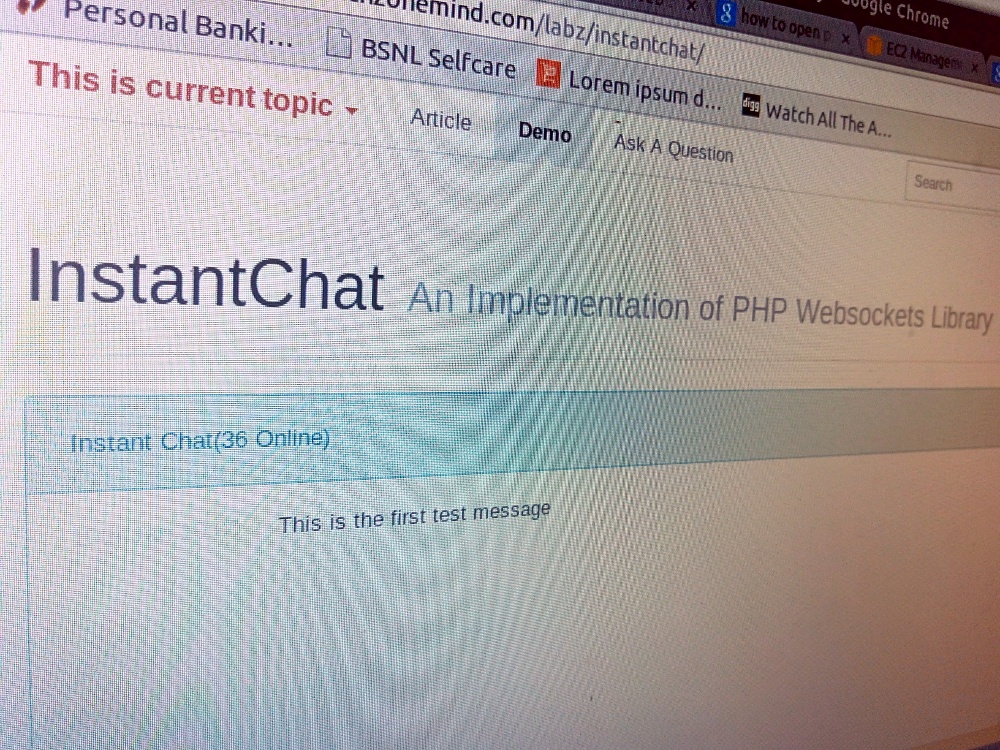 Google Chrome
how to open p
EC2 Managem
onemind.com/labz/instantchat/
Personal Banki...
BSNL Selfcare
Lorem ipsum d...
digg Watch All The A...
This is current topic
Article
Demo
Ask A Question
Search
InstantChat An Implementation of PHP Websockets Library
Instant Chat(36 Online)
This is the first test message